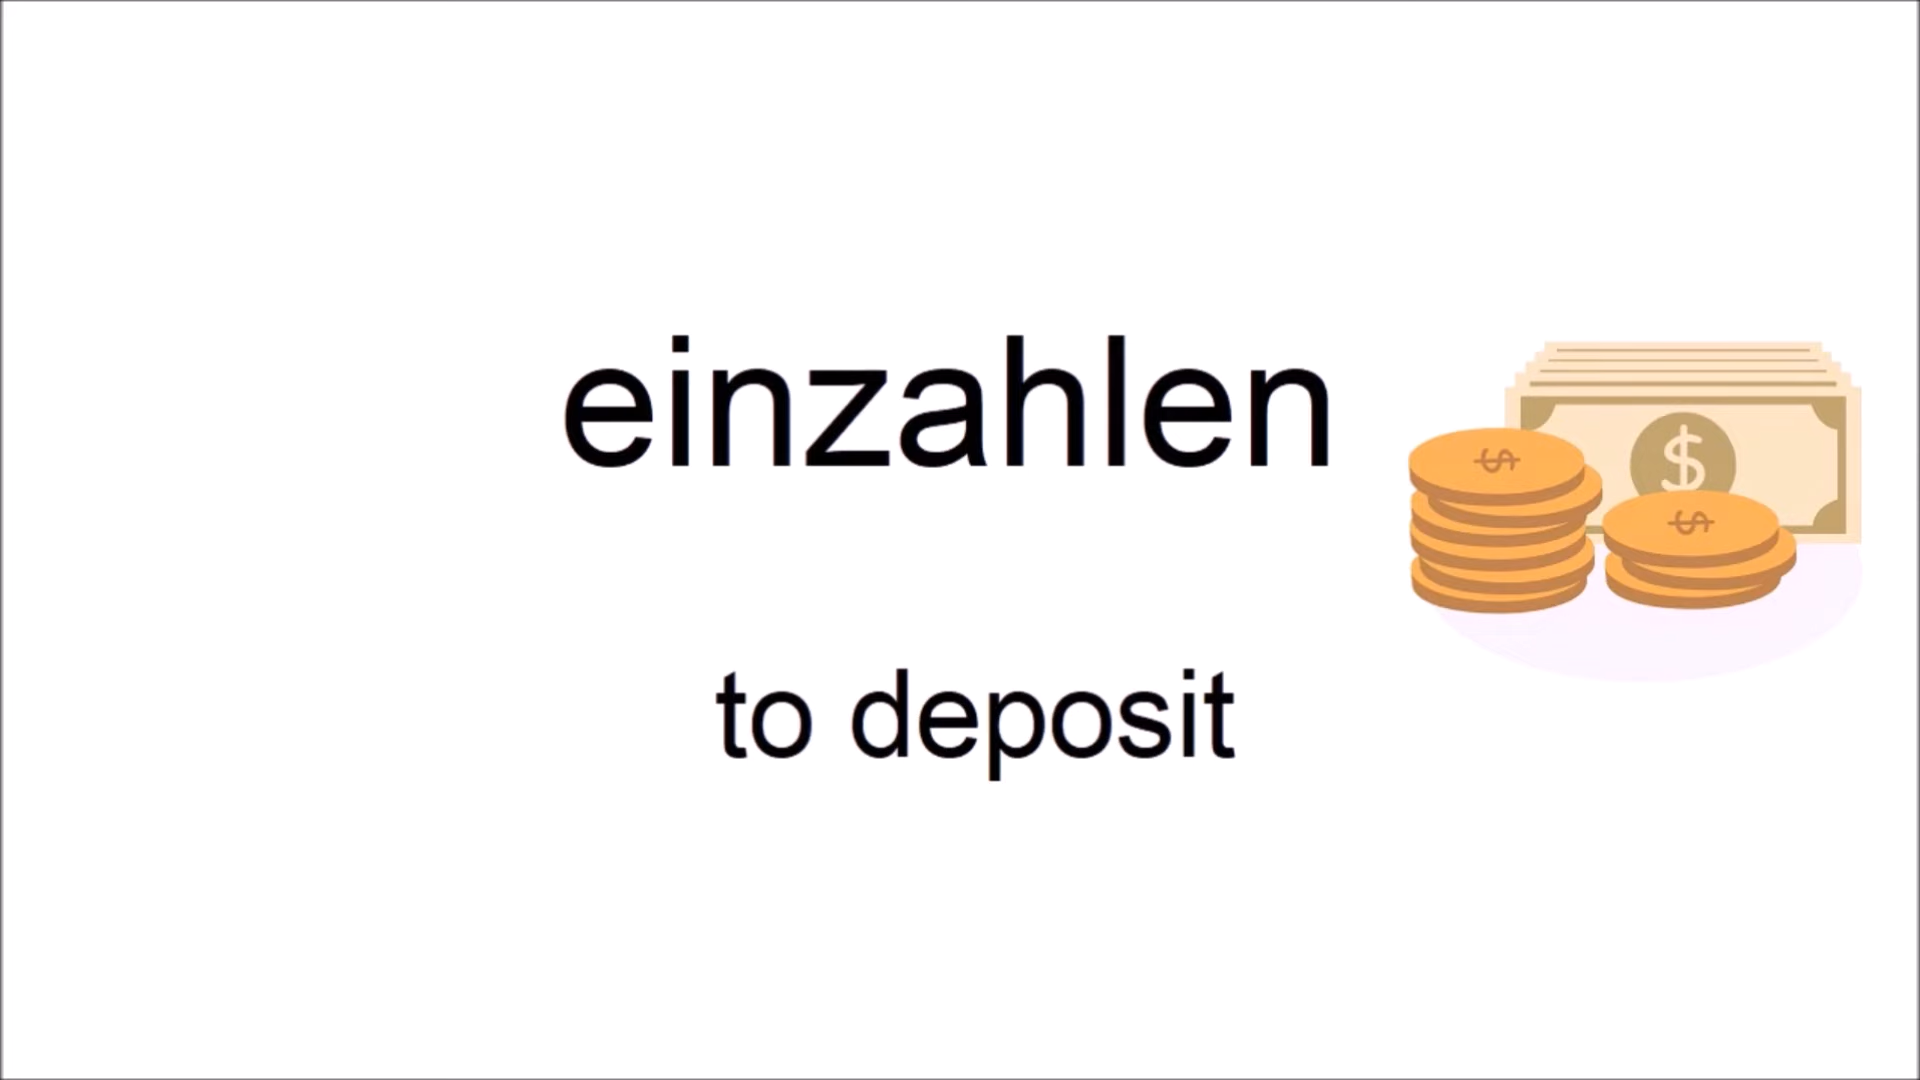 einzahlen
$
$
$
to deposit